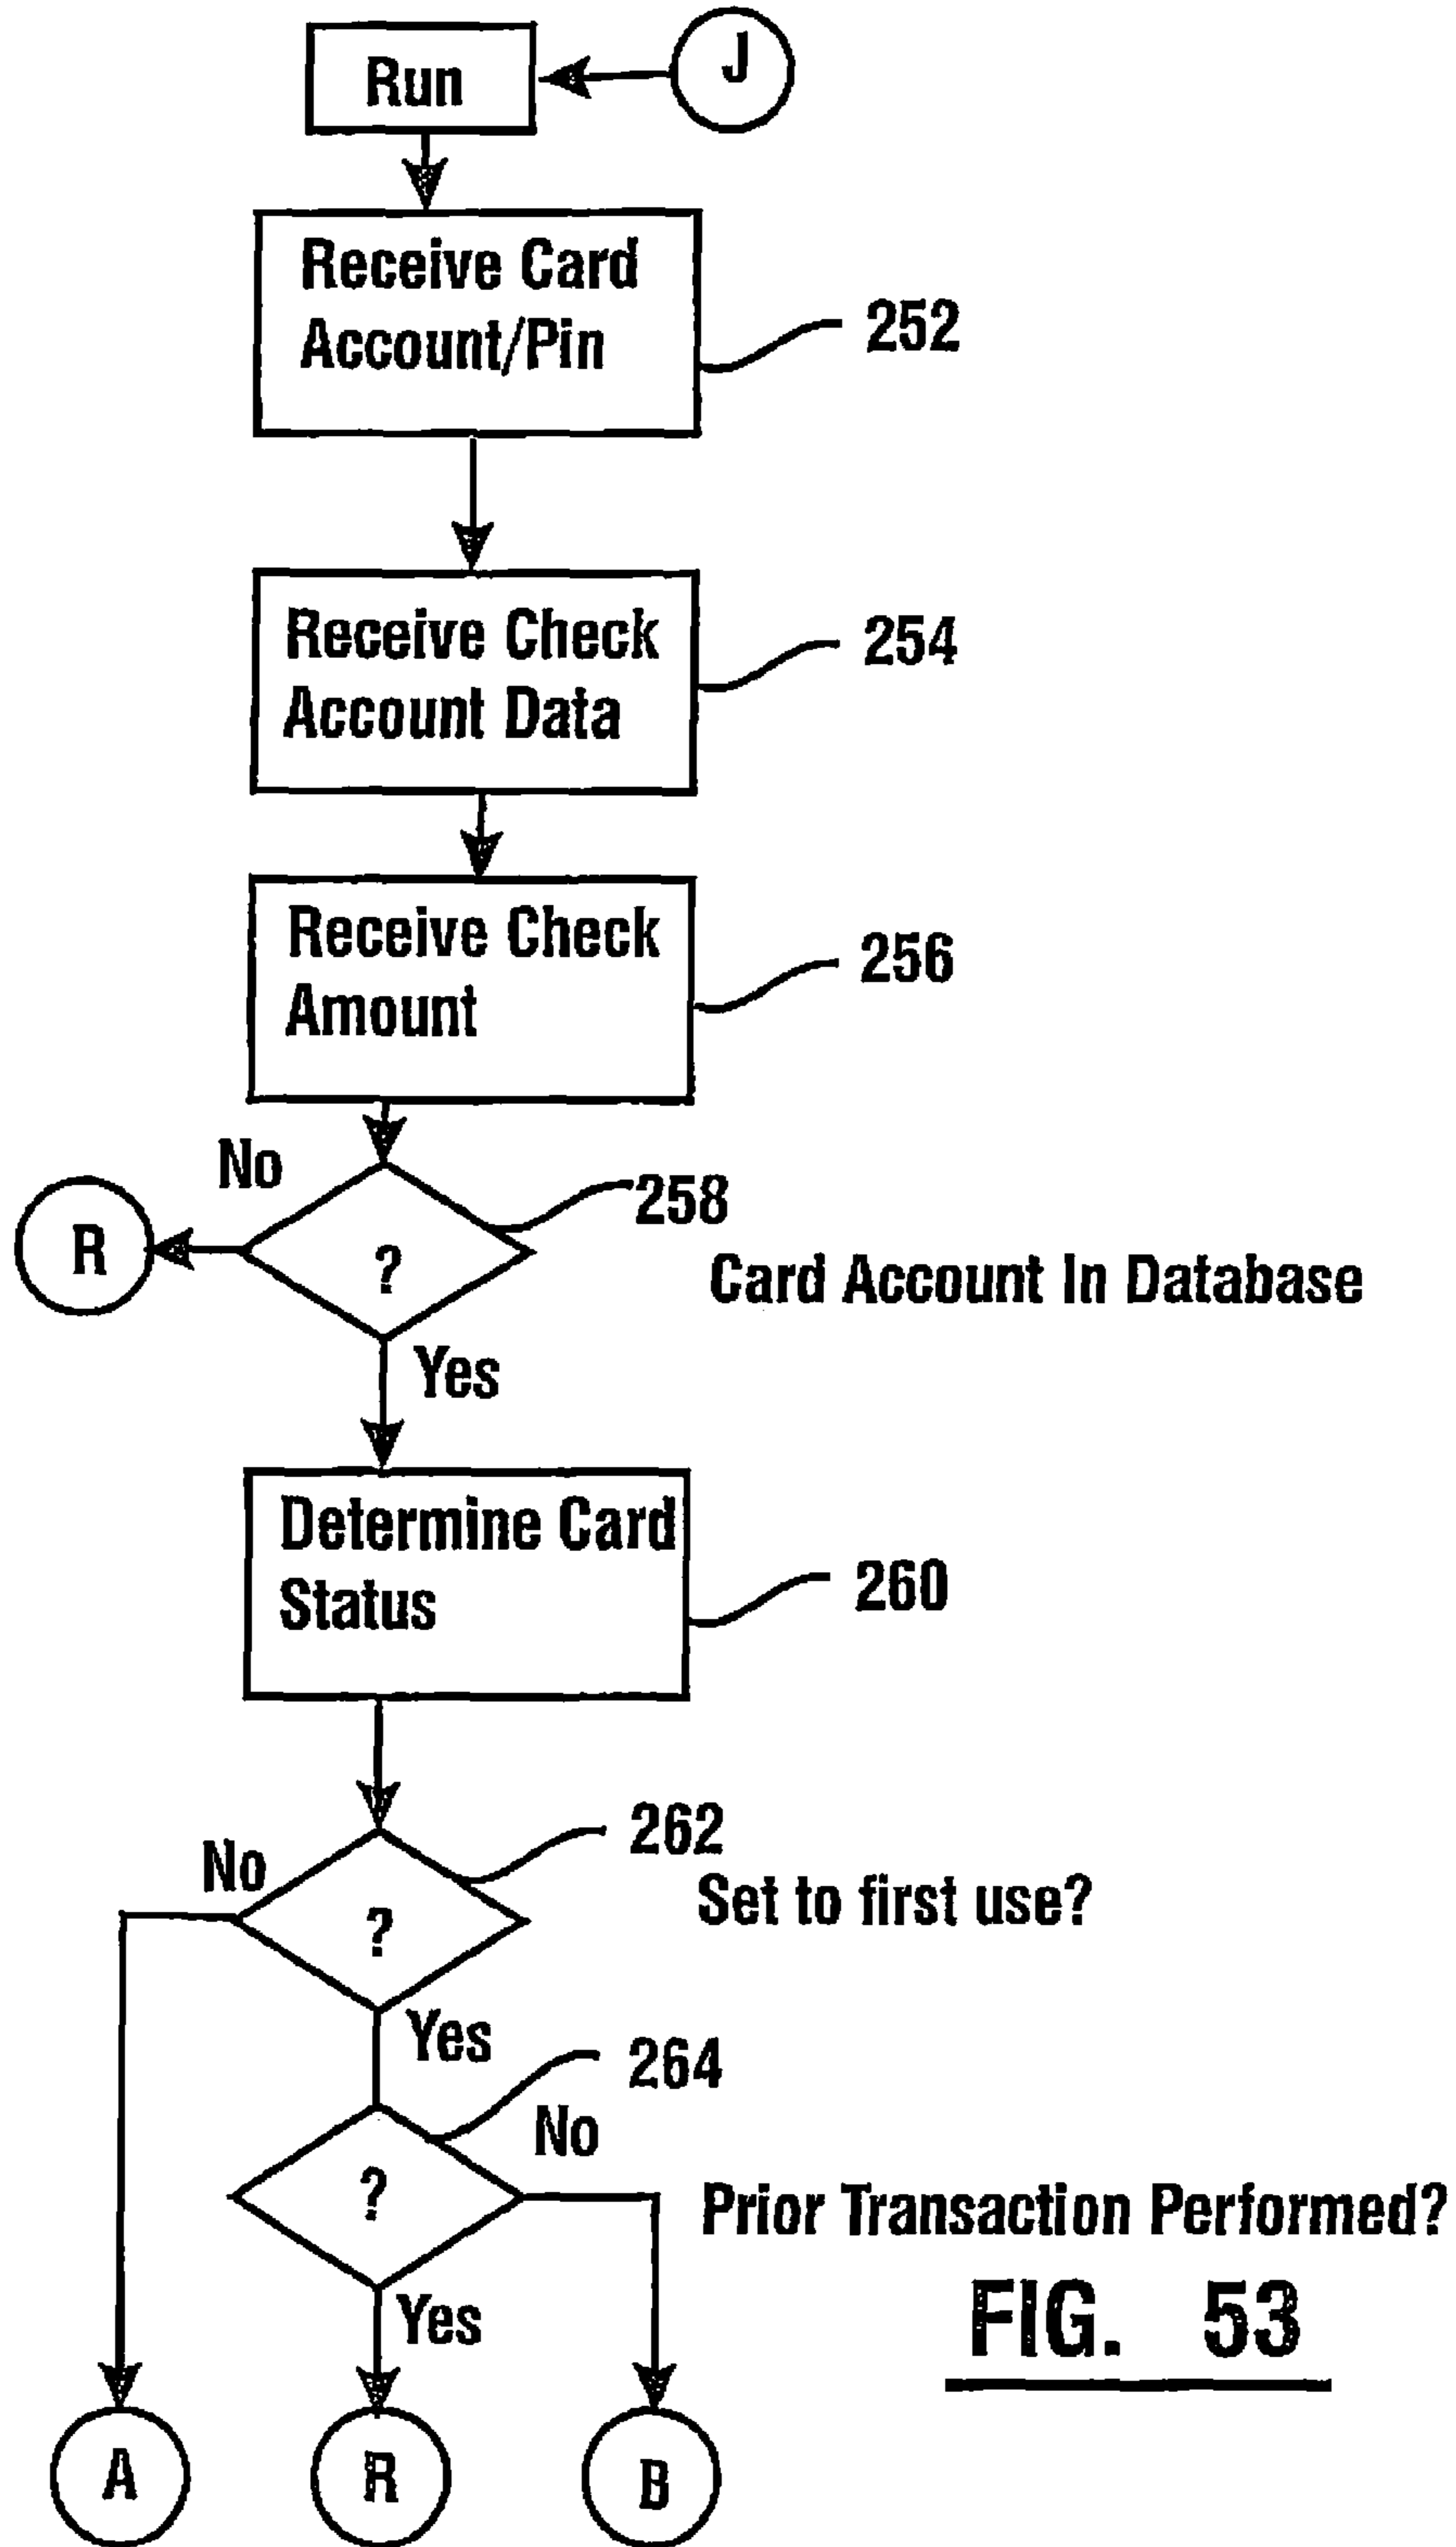 Run
J
Receive Card
Account/Pin
252
Receive Check
Account Data
254
Receive Check
Amount
256
No
258
R
?
Card Account In Database
Yes
Determine Card
Status
260
No
262
?
Set to first use?
Yes
264
No
?
Prior Transaction Performed?
Yes
FIG. 53
A
R
B